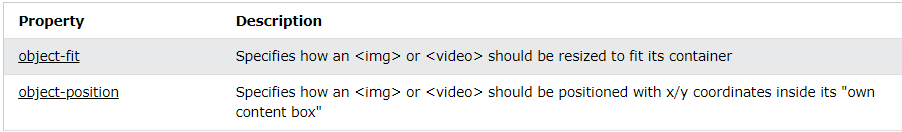 Property Description
object-fit Specifies how an <img> or <video> should be resized to fit its container
object-position Specifies how an <img> or <video> should be positioned with x/y coordinates inside its "own
content box"